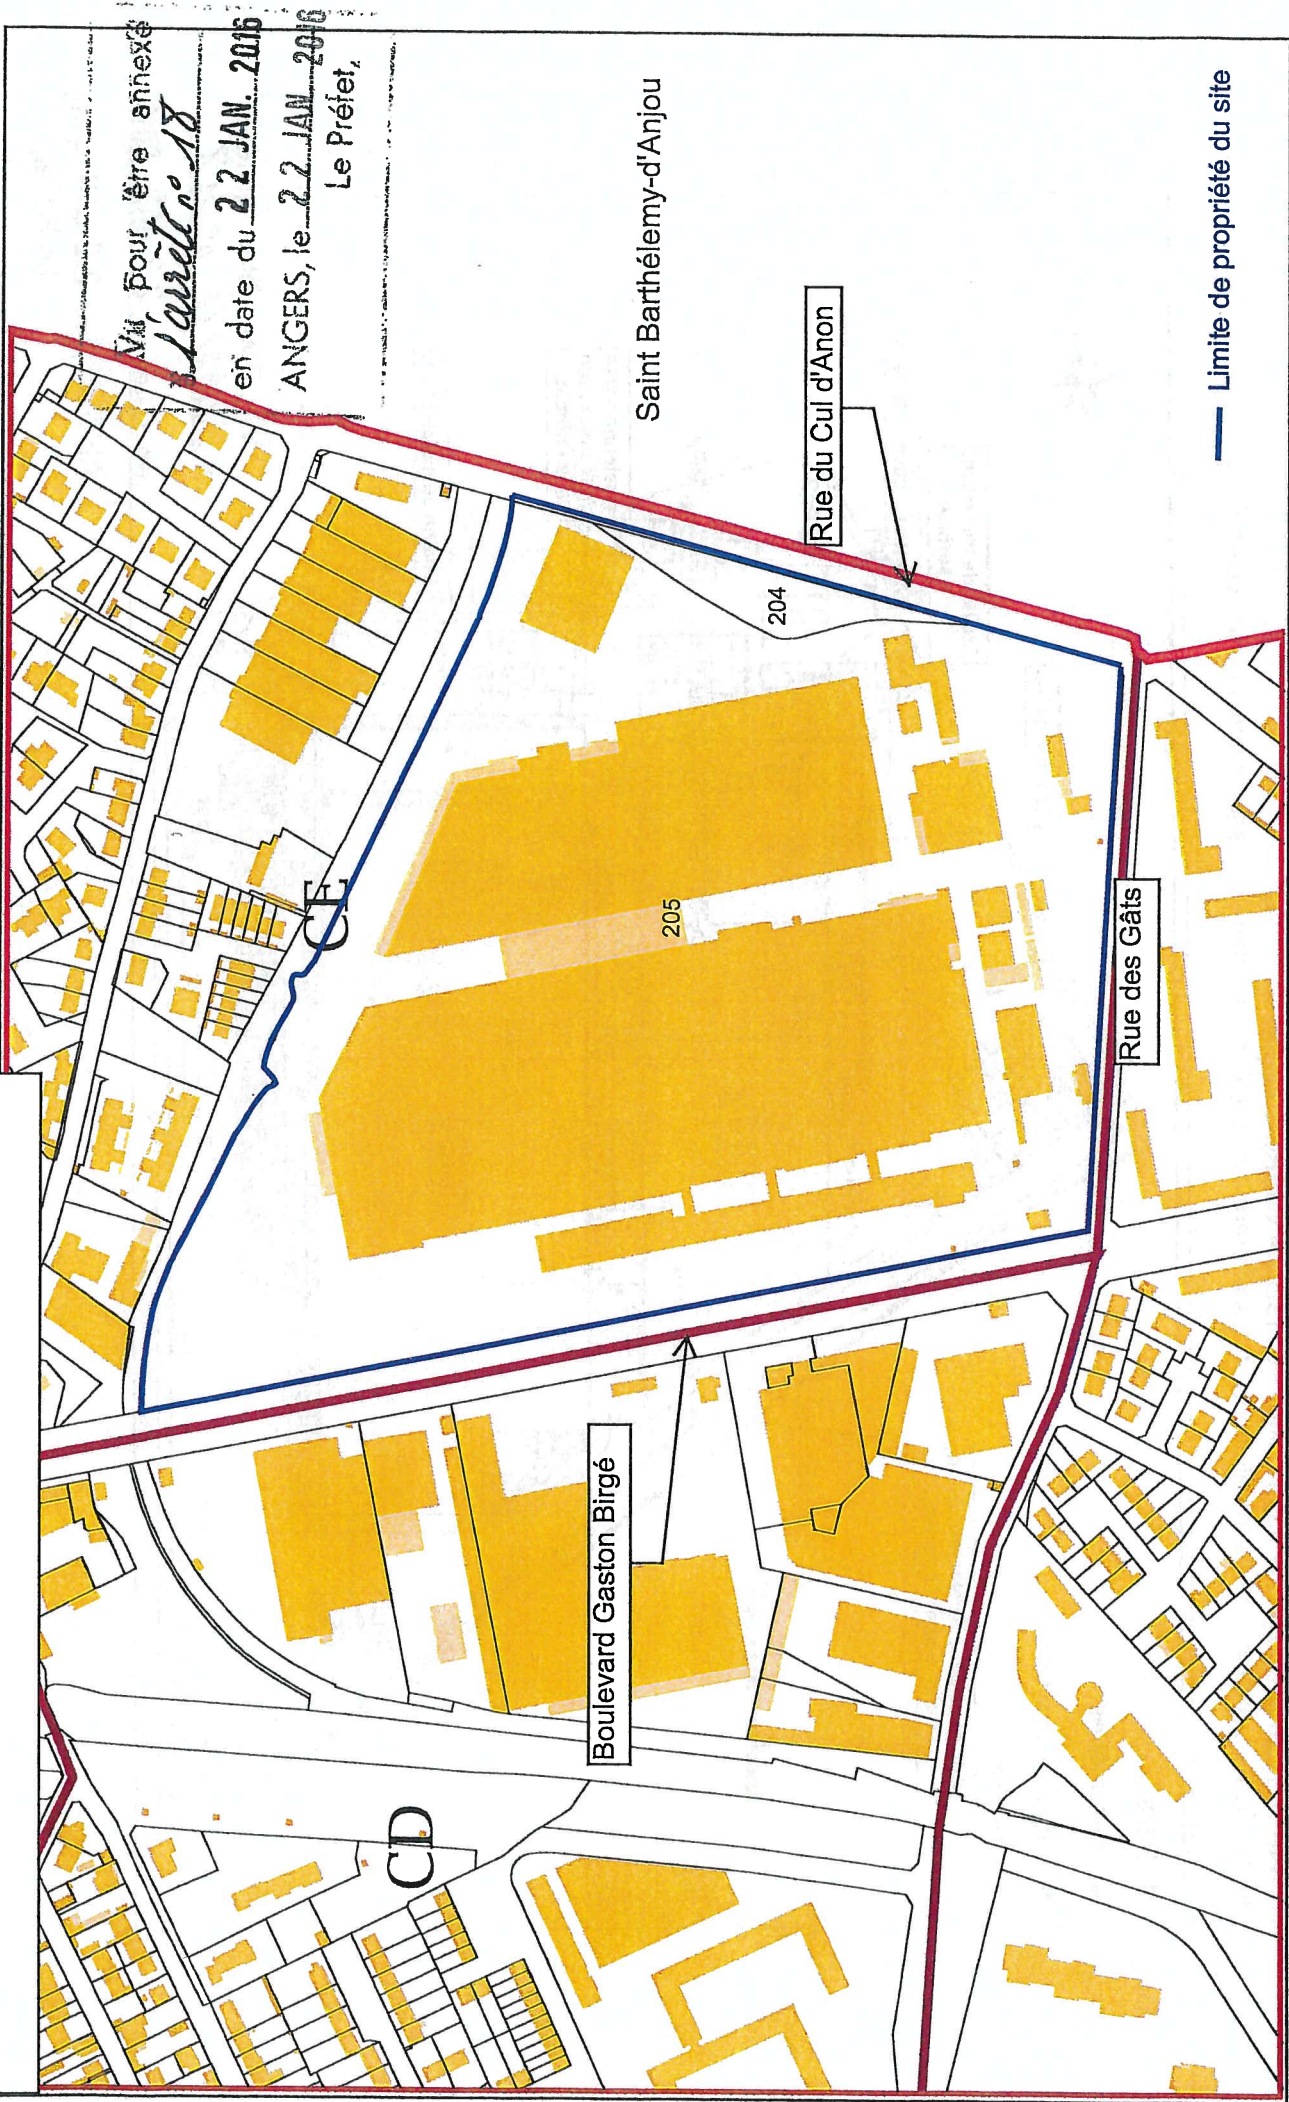 Vu pour être annexé
à l'arrêté n° 18
en date du 22 JAN. 2016
ANGERS, le 22 JAN 2016
Le Préfet,
Saint Barthélemy-d'Anjou
Rue du Cul d'Anon
204
CE
205
Rue des Gâts
Boulevard Gaston Birgé
CD
Limite de propriété du site